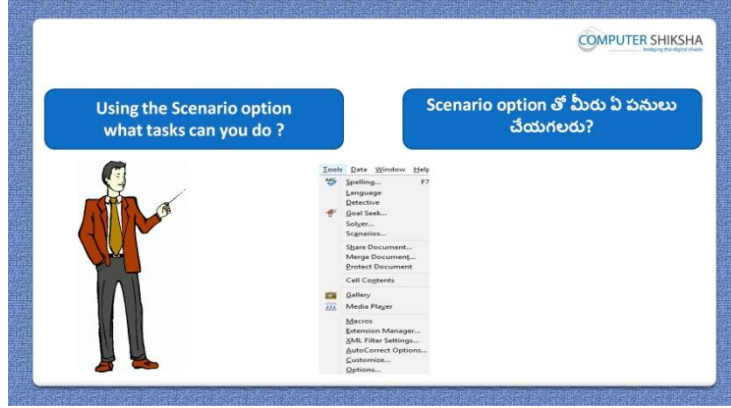 COMPUTER SHIKSHA
bridging the digital divide
Using the Scenario option
what tasks can you do ?
Scenario option తో మీరు ఏ పనులు
చేయగలరు?
Tools Data Window Help
Spelling... F7
Language
Detective
Goal Seek...
Solver...
Scenarios...
Share Document...
Merge Document...
Protect Document
Cell Contents
Gallery
Media Player
Macros
Extension Manager...
XML Filter Settings...
AutoCorrect Options...
Customize...
Options...